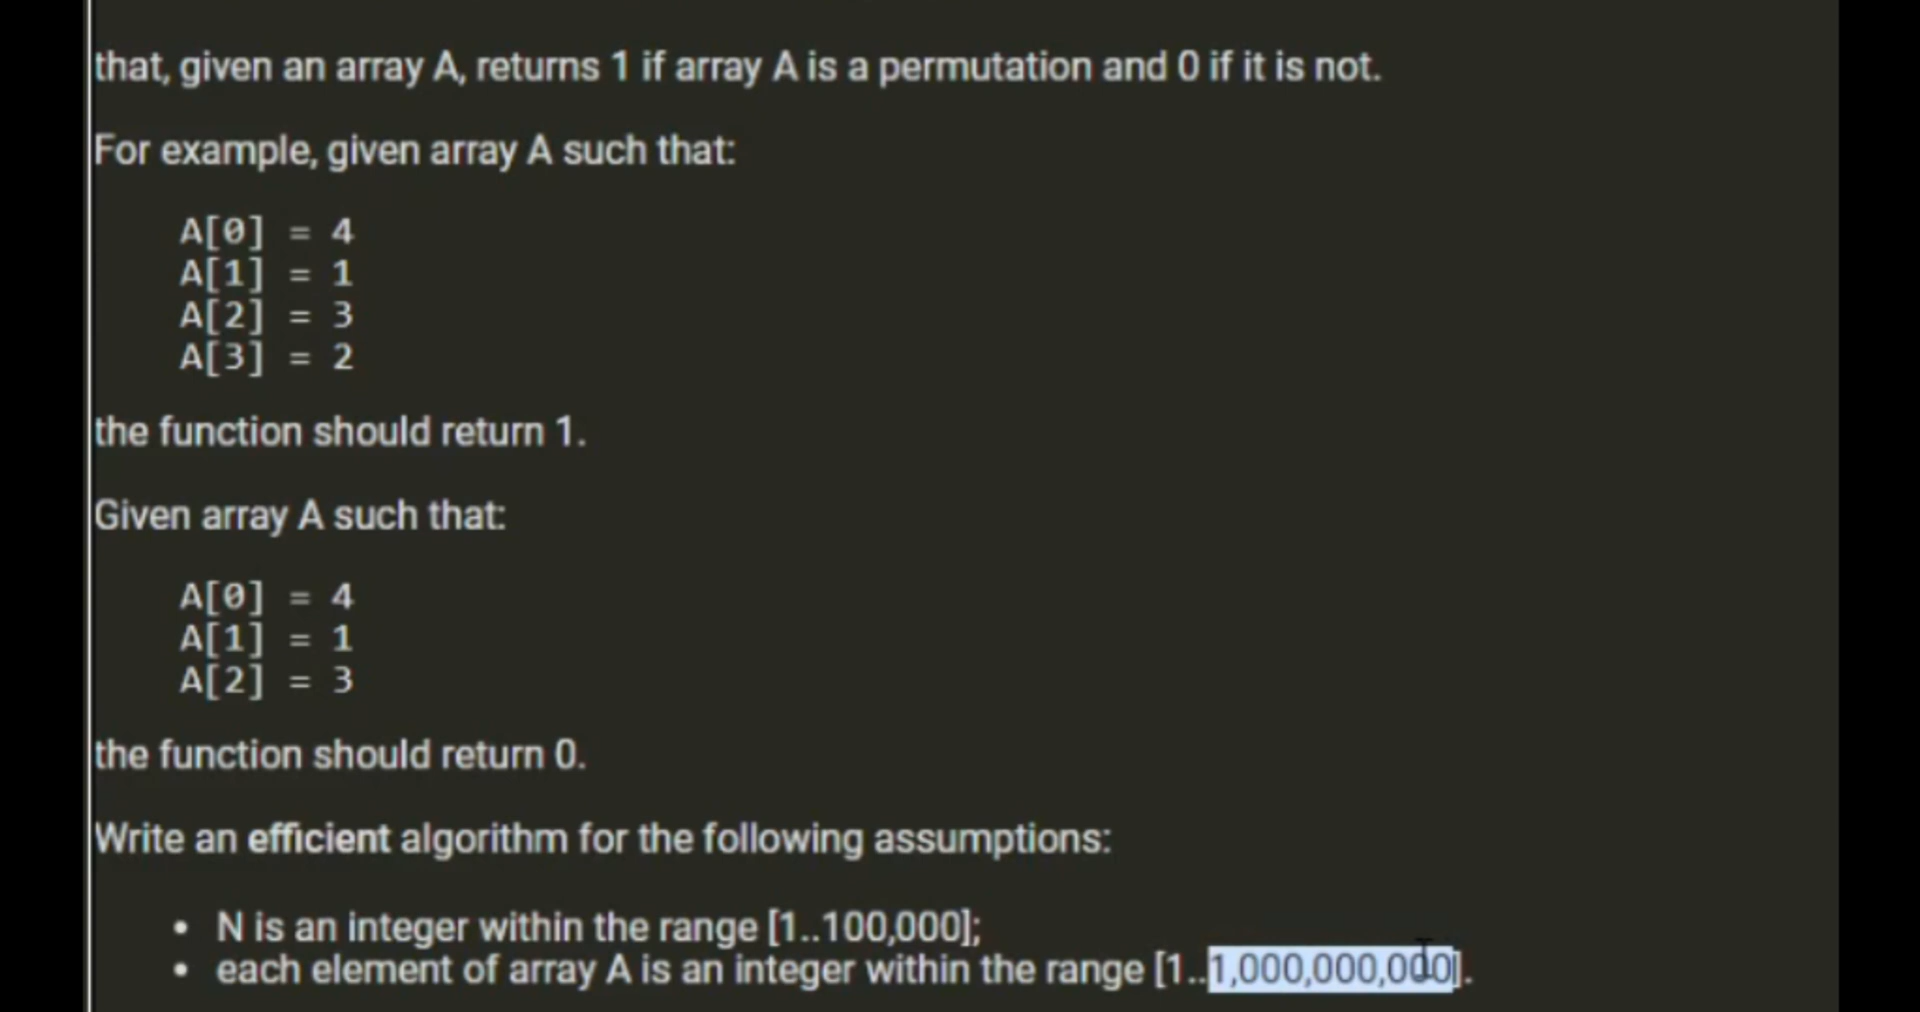 that, given an array A, returns 1 if array A is a permutation and 0 if it is not.
For example, given array A such that:
A[0] = 4
A[1] = 1
A[2] = 3
A[3] = 2
the function should return 1.
Given array A such that:
A[0] = 4
A[1] = 1
A[2] = 3
the function should return 0.
Write an efficient algorithm for the following assumptions:
• N is an integer within the range [1..100,000];
• each element of array A is an integer within the range [1..1,000,000,000].